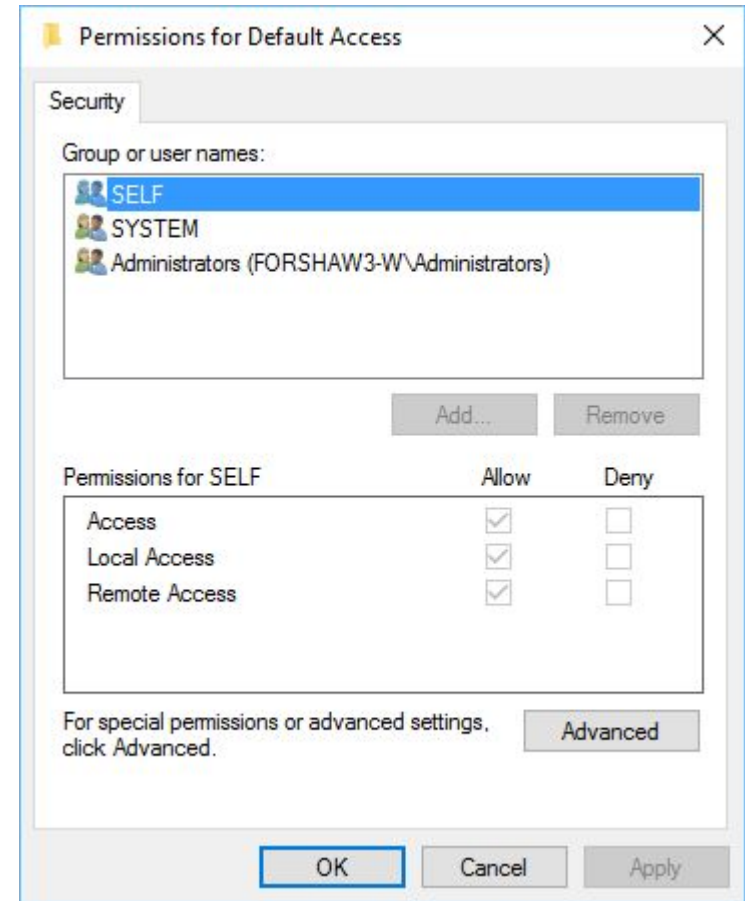 Permissions for Default Access
Security
Group or user names:
SELF
SYSTEM
Administrators (FORSHAW3-W\Administrators)
Add...
Remove
Permissions for SELF Allow Deny
Access
Local Access
Remote Access
For special permissions or advanced settings,
click Advanced.
Advanced
OK Cancel Apply